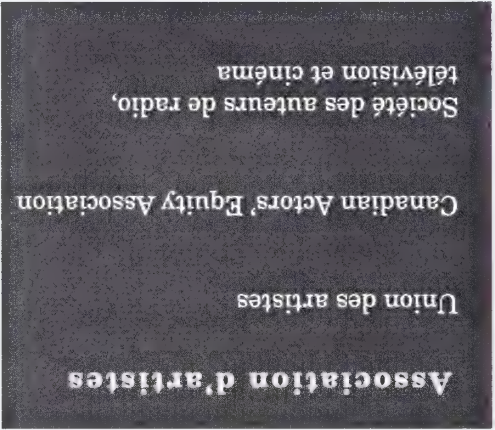 Association d'artistes
Union des artistes
Canadian Actors' Equity Association
Société des auteurs de radio,
télévision et cinéma